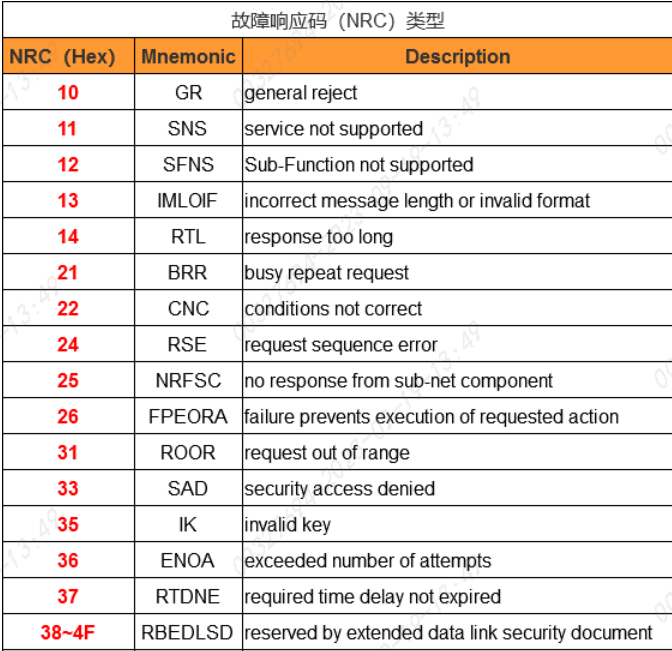 故障响应码（NRC）类型
NRC（Hex） Mnemonic Description
10 GR general reject
11 SNS service not supported
12 SFNS Sub-Function not supported
13 IMLOIF incorrect message length or invalid format
14 RTL response too long
21 BRR busy repeat request
22 CNC conditions not correct
24 RSE request sequence error
25 NRFSC no response from sub-net component
26 FPEORA failure prevents execution of requested action
31 ROOR request out of range
33 SAD security access denied
35 IK invalid key
36 ENOA exceeded number of attempts
37 RTDNE required time delay not expired
38~4F RBEDLSD reserved by extended data link security document